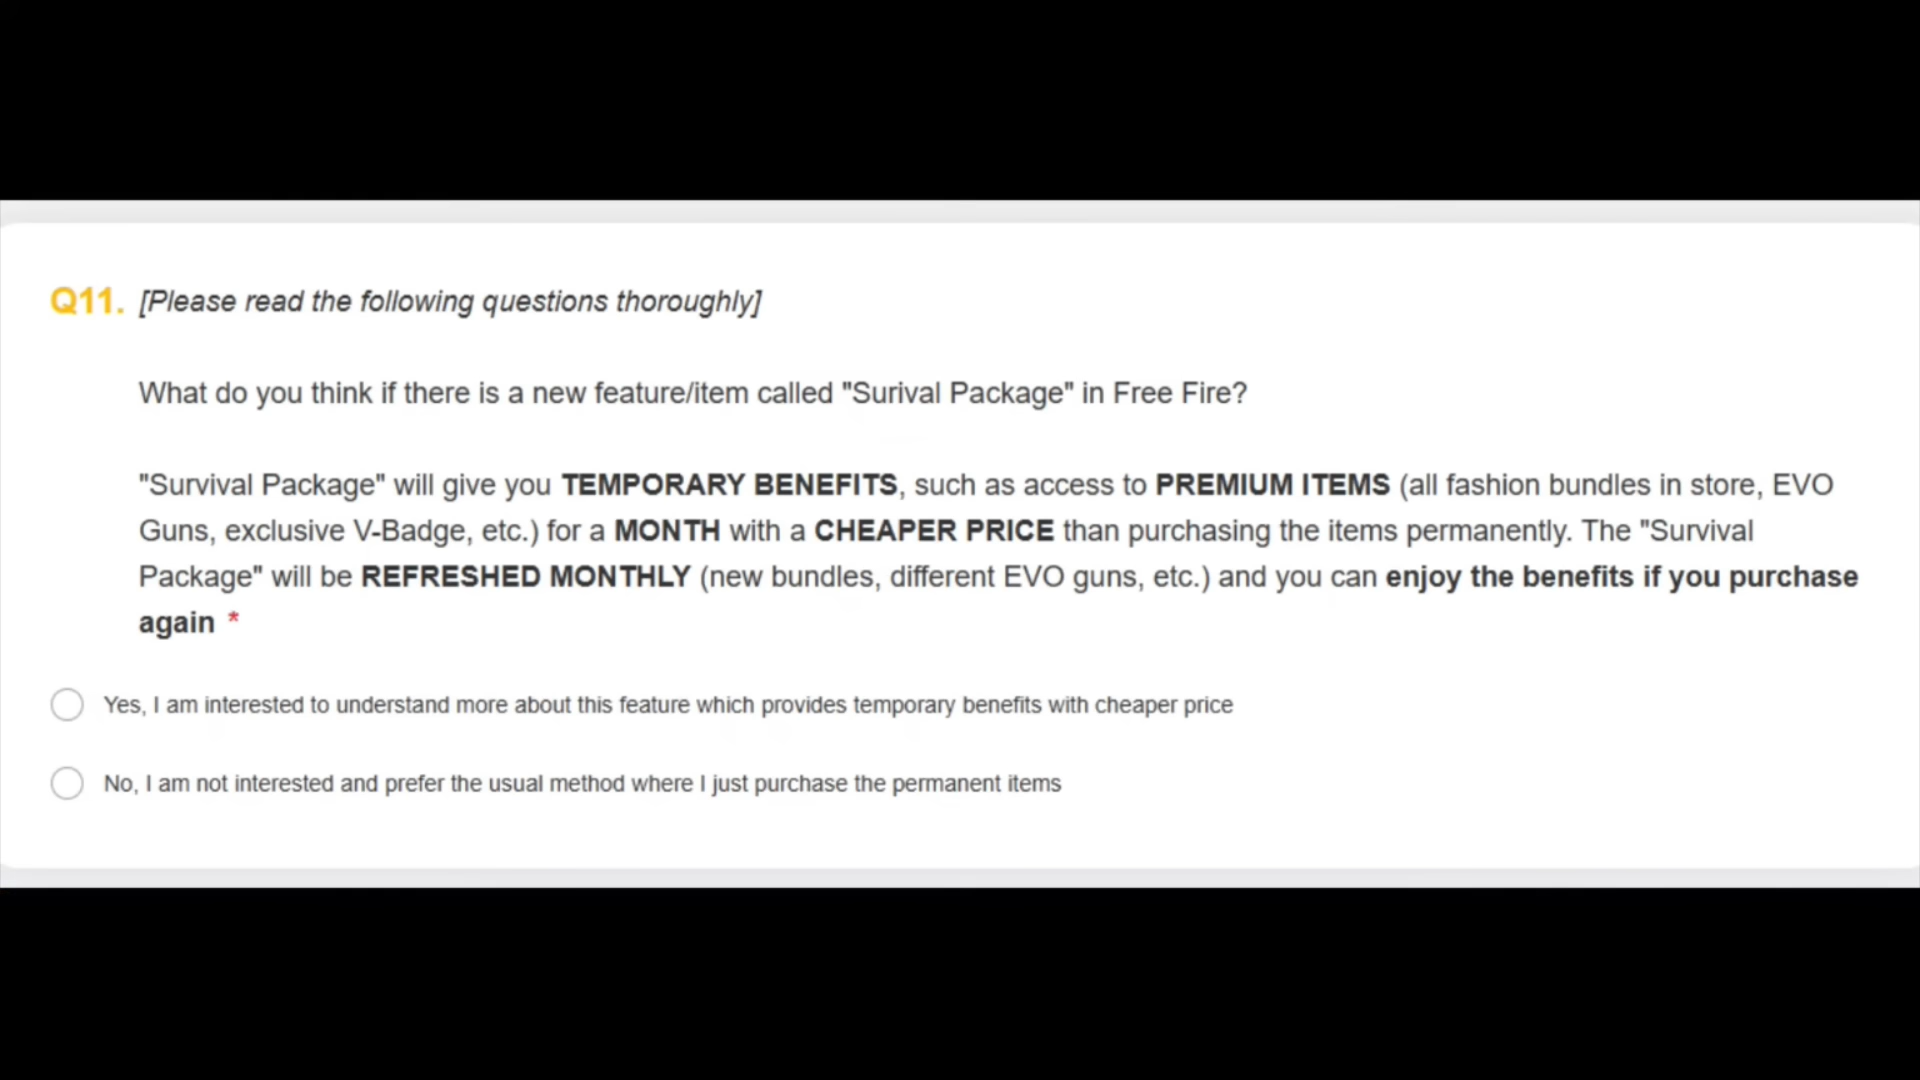 Q11. [Please read the following questions thoroughly]
What do you think if there is a new feature/item called "Surival Package" in Free Fire?
"Survival Package" will give you TEMPORARY BENEFITS, such as access to PREMIUM ITEMS (all fashion bundles in store, EVO
Guns, exclusive V-Badge, etc.) for a MONTH with a CHEAPER PRICE than purchasing the items permanently. The "Survival
Package" will be REFRESHED MONTHLY (new bundles, different EVO guns, etc.) and you can enjoy the benefits if you purchase
again *
Yes, I am interested to understand more about this feature which provides temporary benefits with cheaper price
No, I am not interested and prefer the usual method where I just purchase the permanent items